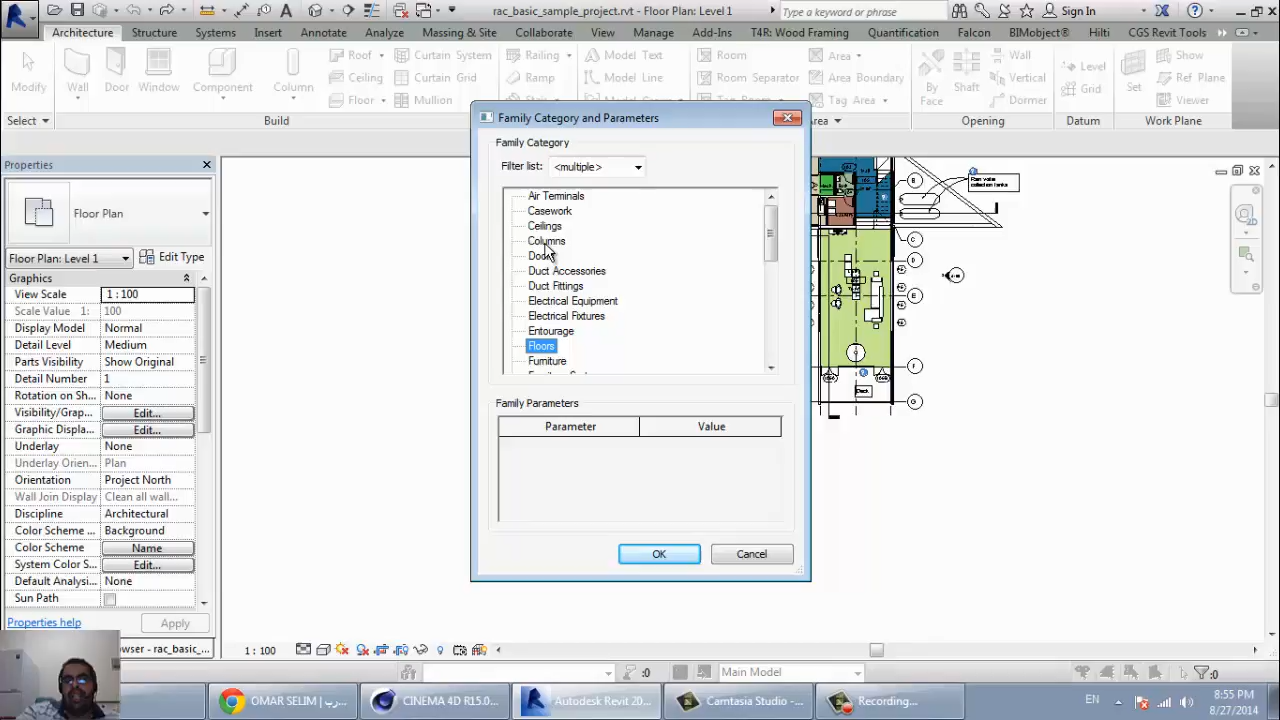 rac_basic_sample_project.rvt - Floor Plan: Level 1
Type a keyword or phrase
Sign In
Architecture Structure Systems Insert Annotate Analyze Massing & Site Collaborate View Manage Add-Ins T4R: Wood Framing Quantification Falcon BIMobject® Hilti CGS Revit Tools
Modify
Wall
Door
Window
Component
Column
Roof
Ceiling
Floor
Curtain System
Curtain Grid
Mullion
Railing
Ramp
Model Text
Model Line
Room
Room Separator
Area
Area Boundary
Tag Area
By Face
Shaft
Wall
Vertical
Dormer
Level
Grid
Set
Show
Ref Plane
Viewer
Select
Build
Area
Opening
Datum
Work Plane
Properties
Floor Plan
Floor Plan: Level 1
Edit Type
Graphics
View Scale 1 : 100
Scale Value 1: 100
Display Model Normal
Detail Level Medium
Parts Visibility Show Original
Detail Number 1
Rotation on Sh... None
Visibility/Grap... Edit...
Graphic Displa... Edit...
Underlay None
Underlay Orien... Plan
Orientation Project North
Wall Join Display Clean all wall...
Discipline Architectural
Color Scheme ... Background
Color Scheme Name
System Color S... Edit...
Default Analysi... None
Sun Path
Properties help
Apply
owser - rac_basic_...
Family Category and Parameters
Family Category
Filter list: <multiple>
Air Terminals
Casework
Ceilings
Columns
Doors
Duct Accessories
Duct Fittings
Electrical Equipment
Electrical Fixtures
Entourage
Floors
Furniture
Family Parameters
Parameter Value
OK
Cancel
1 : 100
:0
Main Model
:0
OMAR SELIM |
CINEMA 4D R15.0...
Autodesk Revit 20...
Camtasia Studio - ...
Recording...
EN
8:55 PM
8/27/2014